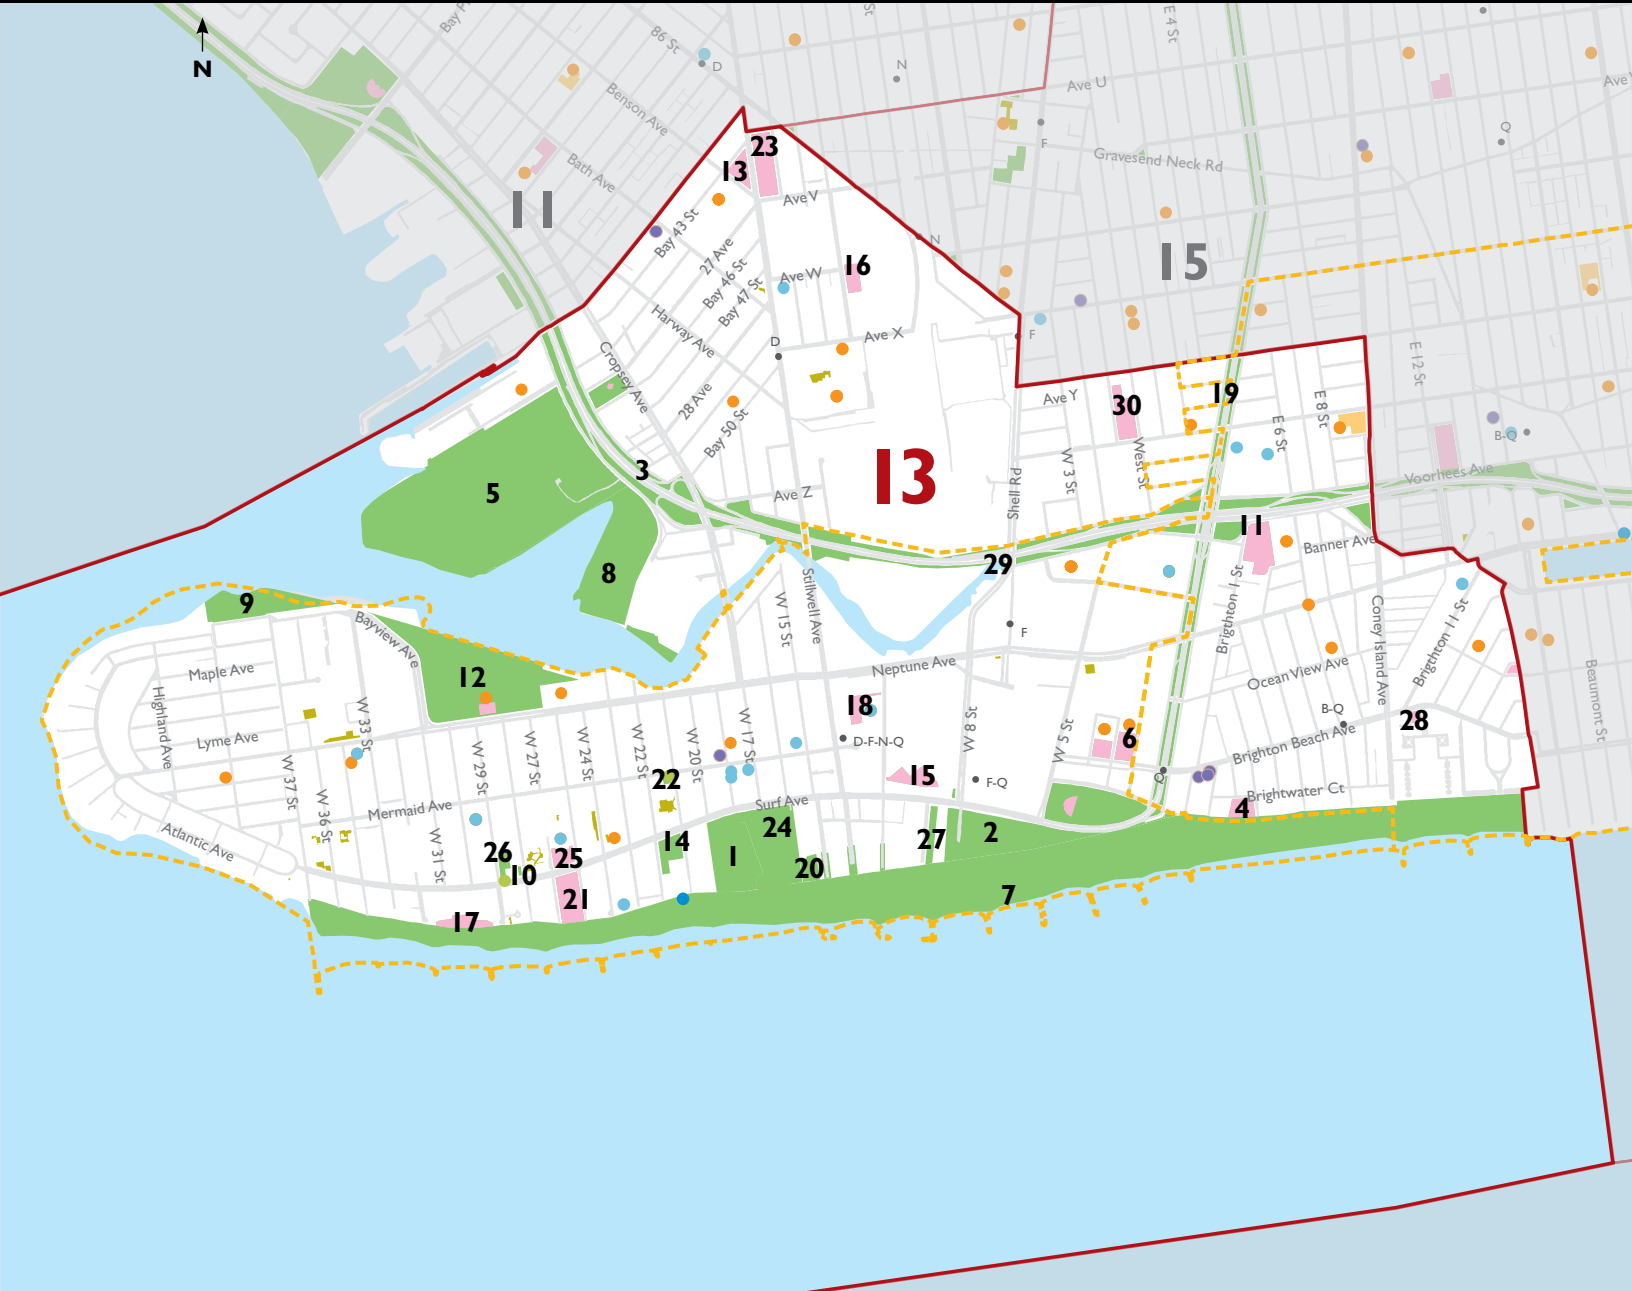 N
Bay P
86 St
D
N
St
E 4 St
Ave U
Ave
Q
F
Gravesend Neck Rd
Benson Ave
Bath Ave
11
15
23
13
Ave V
Bay 43 St
27 Ave
Bay 46 St
Bay 47 St
Ave W
16
N
Harway Ave
Ave X
F
D
Cropsey Ave
28 Ave
Bay 50 St
Ave Y
30
19
E 6 St
E 8 St
E 12 St
B-Q
Voorhees Ave
3
5
13
Ave Z
Shell Rd
W 3 St
West St
11
Banner Ave
29
8
9
Bayview Ave
Stillwell Ave
W 15 St
F
Brigthton 1 St
Coney Island Ave
Brigthton 11 St
Beaumont St
Maple Ave
Highland Ave
12
Neptune Ave
Ocean View Ave
B-Q
28
Brighton Beach Ave
Lyme Ave
W 33 St
W 37 St
W 36 St
W 29 St
W 27 St
W 24 St
W 22 St
W 20 St
W 17 St
18
D-F-N-Q
W 8 St
W 5 St
6
Q
15
F-Q
22
Brightwater Ct
4
Mermaid Ave
Surf Ave
Atlantic Ave
W 31 St
26
10
25
21
14
1
24
20
27
2
7
17